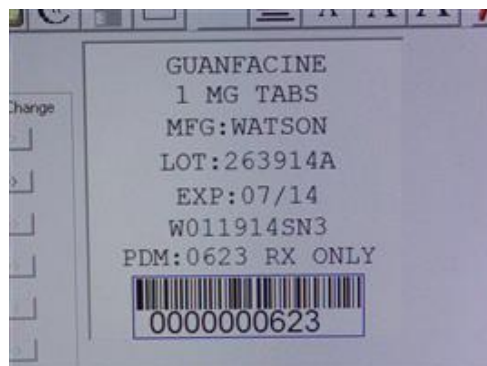 Change
GUANFACINE
1 MG TABS
MFG:WATSON
LOT:263914A
EXP:07/14
W011914SN3
PDM:0623 RX ONLY
0000000623